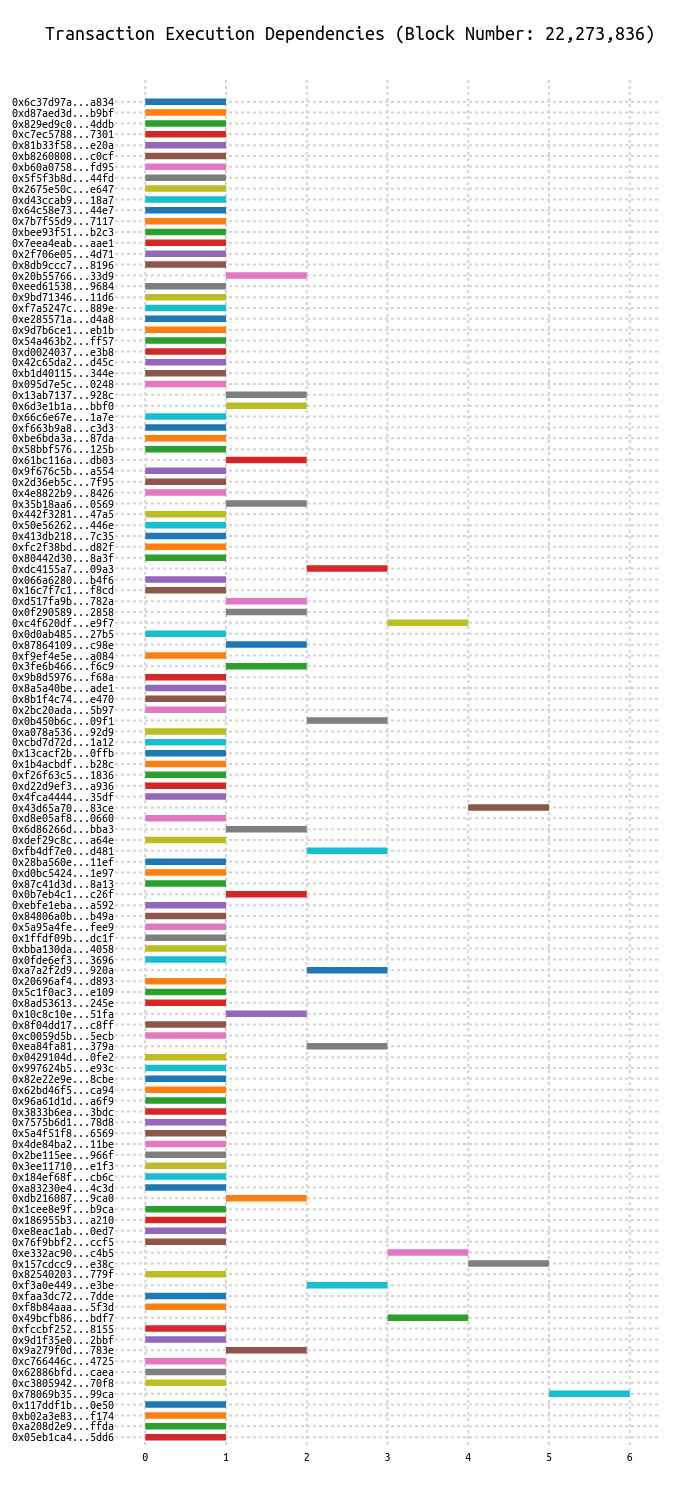 Transaction Execution Dependencies (Block Number: 22,273,836)
0x6c37d97a...a834
0xd87aed3d...b9bf
0x829ed9c0...4ddb
0xc7ec5788...7301
0x81b33f58...e20a
0xb8260808...c0cf
0xb60a0758...fd95
0x5f5f3b8d...44fd
0x2675e50c...e647
0xd43ccab9...18a7
0x64c58e73...44e7
0x7b7f55d9...7117
0xbee93f51...b2c3
0x7eea4eab...aae1
0x2f706e05...4d71
0x8db9ccc7...8196
0x20b55766...33d9
0xeed61538...9684
0x9bd71346...11d6
0xf7a5247c...889e
0xe285571a...d4a8
0x9d7b6ce1...eb1b
0x54a463b2...ff57
0xd0024037...e3b8
0x42c65da2...d45c
0xb1d40115...344e
0x095d7e5c...0248
0x13ab7137...928c
0x6d3e1b1a...bbf0
0x66c6e67e...1a7e
0xf663b9a8...c3d3
0xbe6bda3a...87da
0x58bbf576...125b
0x61bc116a...db03
0x9f676c5b...a554
0x2d36eb5c...7f95
0x4e8822b9...8426
0x35b18aa6...0569
0x442f3281...47a5
0x50e56262...446e
0x413db218...7c35
0xfc2f38bd...d82f
0x80442d30...8a3f
0xdc4155a7...09a3
0x066a6280...b4f6
0x16c7f7c1...f8cd
0xd517fa9b...782a
0x0f290589...2858
0xc4f620df...e9f7
0x0d0ab485...27b5
0x87864109...c98e
0xf9ef4e5e...a084
0x3fe6b466...f6c9
0x9b8d5976...f68a
0x8a5a40be...ade1
0x8b1f4c74...e470
0x2bc20ada...5b97
0x0b450b6c...09f1
0xa078a536...92d9
0xcbd7d72d...1a12
0x13cacf2b...0ffb
0x1b4acbdf...b28c
0xf26f63c5...1836
0xd22d9ef3...a936
0x4fca4444...35df
0x43d65a70...83ce
0xd8e05af8...0660
0x6d86266d...bba3
0xdef29c8c...a64e
0xfb4df7e0...d481
0x28ba560e...11ef
0xd0bc5424...1e97
0x87c41d3d...8a13
0x0b7eb4c1...c26f
0xebfe1eba...a592
0x84806a0b...b49a
0x5a95a4fe...fee9
0x1ffdf09b...dc1f
0xbba130da...4058
0x0fde6ef3...3696
0xa7a2f2d9...920a
0x20696af4...d893
0x5c1f0ac3...e109
0x8ad53613...245e
0x10c8c10e...51fa
0x8f04dd17...c8ff
0xc0059d5b...5ecb
0xea84fa81...379a
0x0429104d...0fe2
0x997624b5...e93c
0x82e22e9e...8cbe
0x62bd46f5...ca94
0x96a61d1d...a6f9
0x3833b6ea...3bdc
0x7575b6d1...78d8
0x5a4f51f8...6569
0x4de84ba2...11be
0x2be115ee...966f
0x3ee11710...e1f3
0x184ef68f...cb6c
0xa83230e4...4c3d
0xdb216087...9ca0
0x1cee8e9f...b9ca
0x186955b3...a210
0xe8eac1ab...0ed7
0x76f9bbf2...ccf5
0xe332ac90...c4b5
0x157cdcc9...e38c
0x82540203...779f
0xf3a0e449...e3be
0xfaa3dc72...7dde
0xf8b84aaa...5f3d
0x49bcfb86...bdf7
0xfccbf252...8155
0x9d1f35e0...2bbf
0x9a279f0d...783e
0xc766446c...4725
0x62886bfd...caea
0xc3805942...70f8
0x78069b35...99ca
0x117ddf1b...0e50
0xb02a3e83...f174
0xa208d2e9...ffda
0x05eb1ca4...5dd6
0 1 2 3 4 5 6